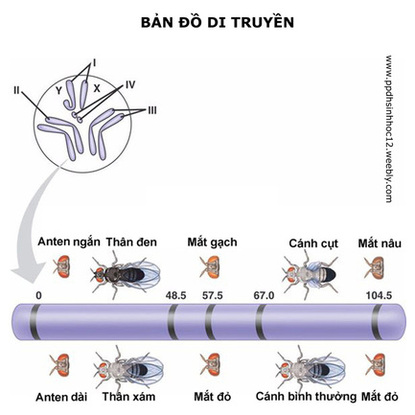 BẢN ĐỒ DI TRUYỀN
I
II
Y
X
IV
III
www.ppdhsinhhoc12.weebly.com
Anten ngắn Thân đen Mắt gạch Cánh cụt Mắt nâu
0 48.5 57.5 67.0 104.5
Anten dài Thân xám Mắt đỏ Cánh bình thường Mắt đỏ